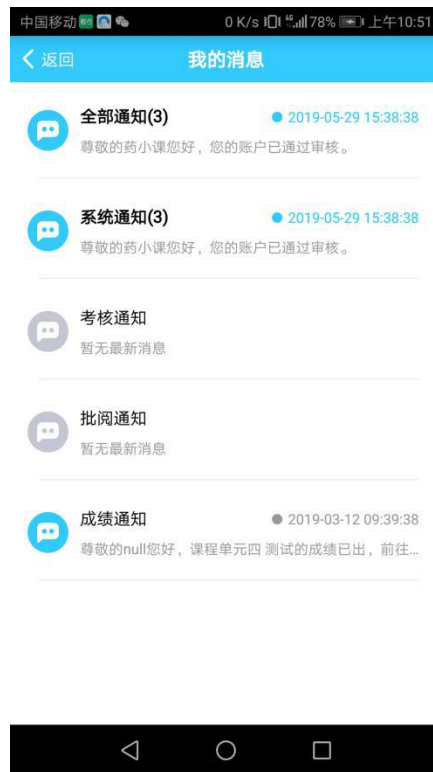 中国移动 0 K/s 46 78% 上午10:51
返回 我的消息
全部通知(3) 2019-05-29 15:38:38
尊敬的药小课您好，您的账户已通过审核。
系统通知(3) 2019-05-29 15:38:38
尊敬的药小课您好，您的账户已通过审核。
考核通知
暂无最新消息
批阅通知
暂无最新消息
成绩通知 2019-03-12 09:39:38
尊敬的null您好，课程单元四 测试的成绩已出，前往...